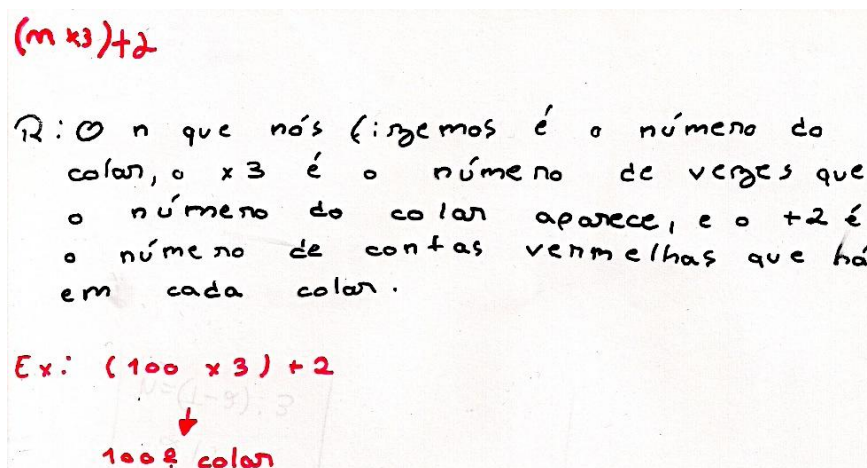 (n x3)+2
R: O n que nós fizemos é o número do
colar, o x3 é o número de vezes que
o número do colar aparece, e o +2 é
o número de contas vermelhas que há
em cada colar.
Ex: (100 x 3) + 2
100º colar